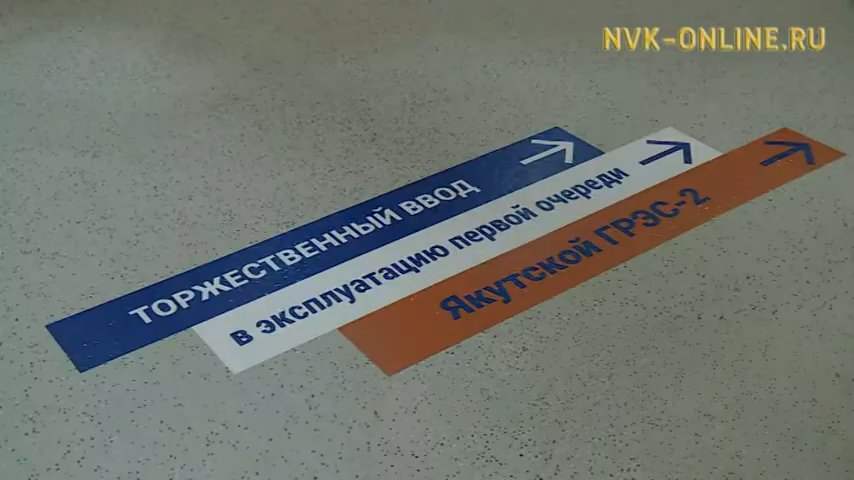 NVK-ONLINE.RU
ТОРЖЕСТВЕННЫЙ ВВОД
в эксплуатацию первой очереди
Якутской ГРЭС-2